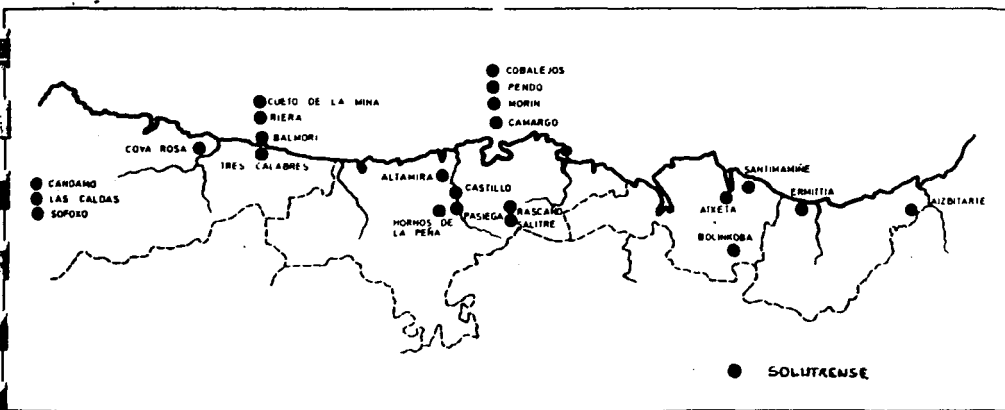 COBALEJOS
PENDO
MORIN
CAMARGO
CUETO DE LA MINA
RIERA
BALMORI
TRES CALABRES
COVA ROSA
CANDAMO
LAS CALDAS
SOFOXO
ALTAMIRA
CASTILLO
PASIEGA
HORNOS DE
LA PEÑA
RASCAÑO
SALITRE
SANTIMAMIÑE
ATXETA
ERMITTIA
AIZBITARTE
BOLINKOBA
SOLUTRENSE